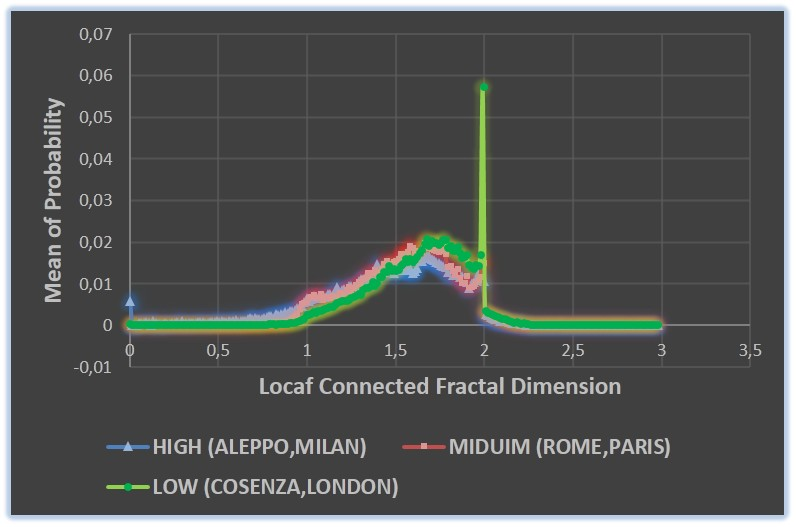 0,07
0,06
0,05
0,04
0,03
0,02
0,01
0
-0,01
Mean of Probability
0 0,5 1 1,5 2 2,5 3 3,5
Locaf Connected Fractal Dimension
HIGH (ALEPPO,MILAN) MIDUIM (ROME,PARIS)
LOW (COSENZA,LONDON)